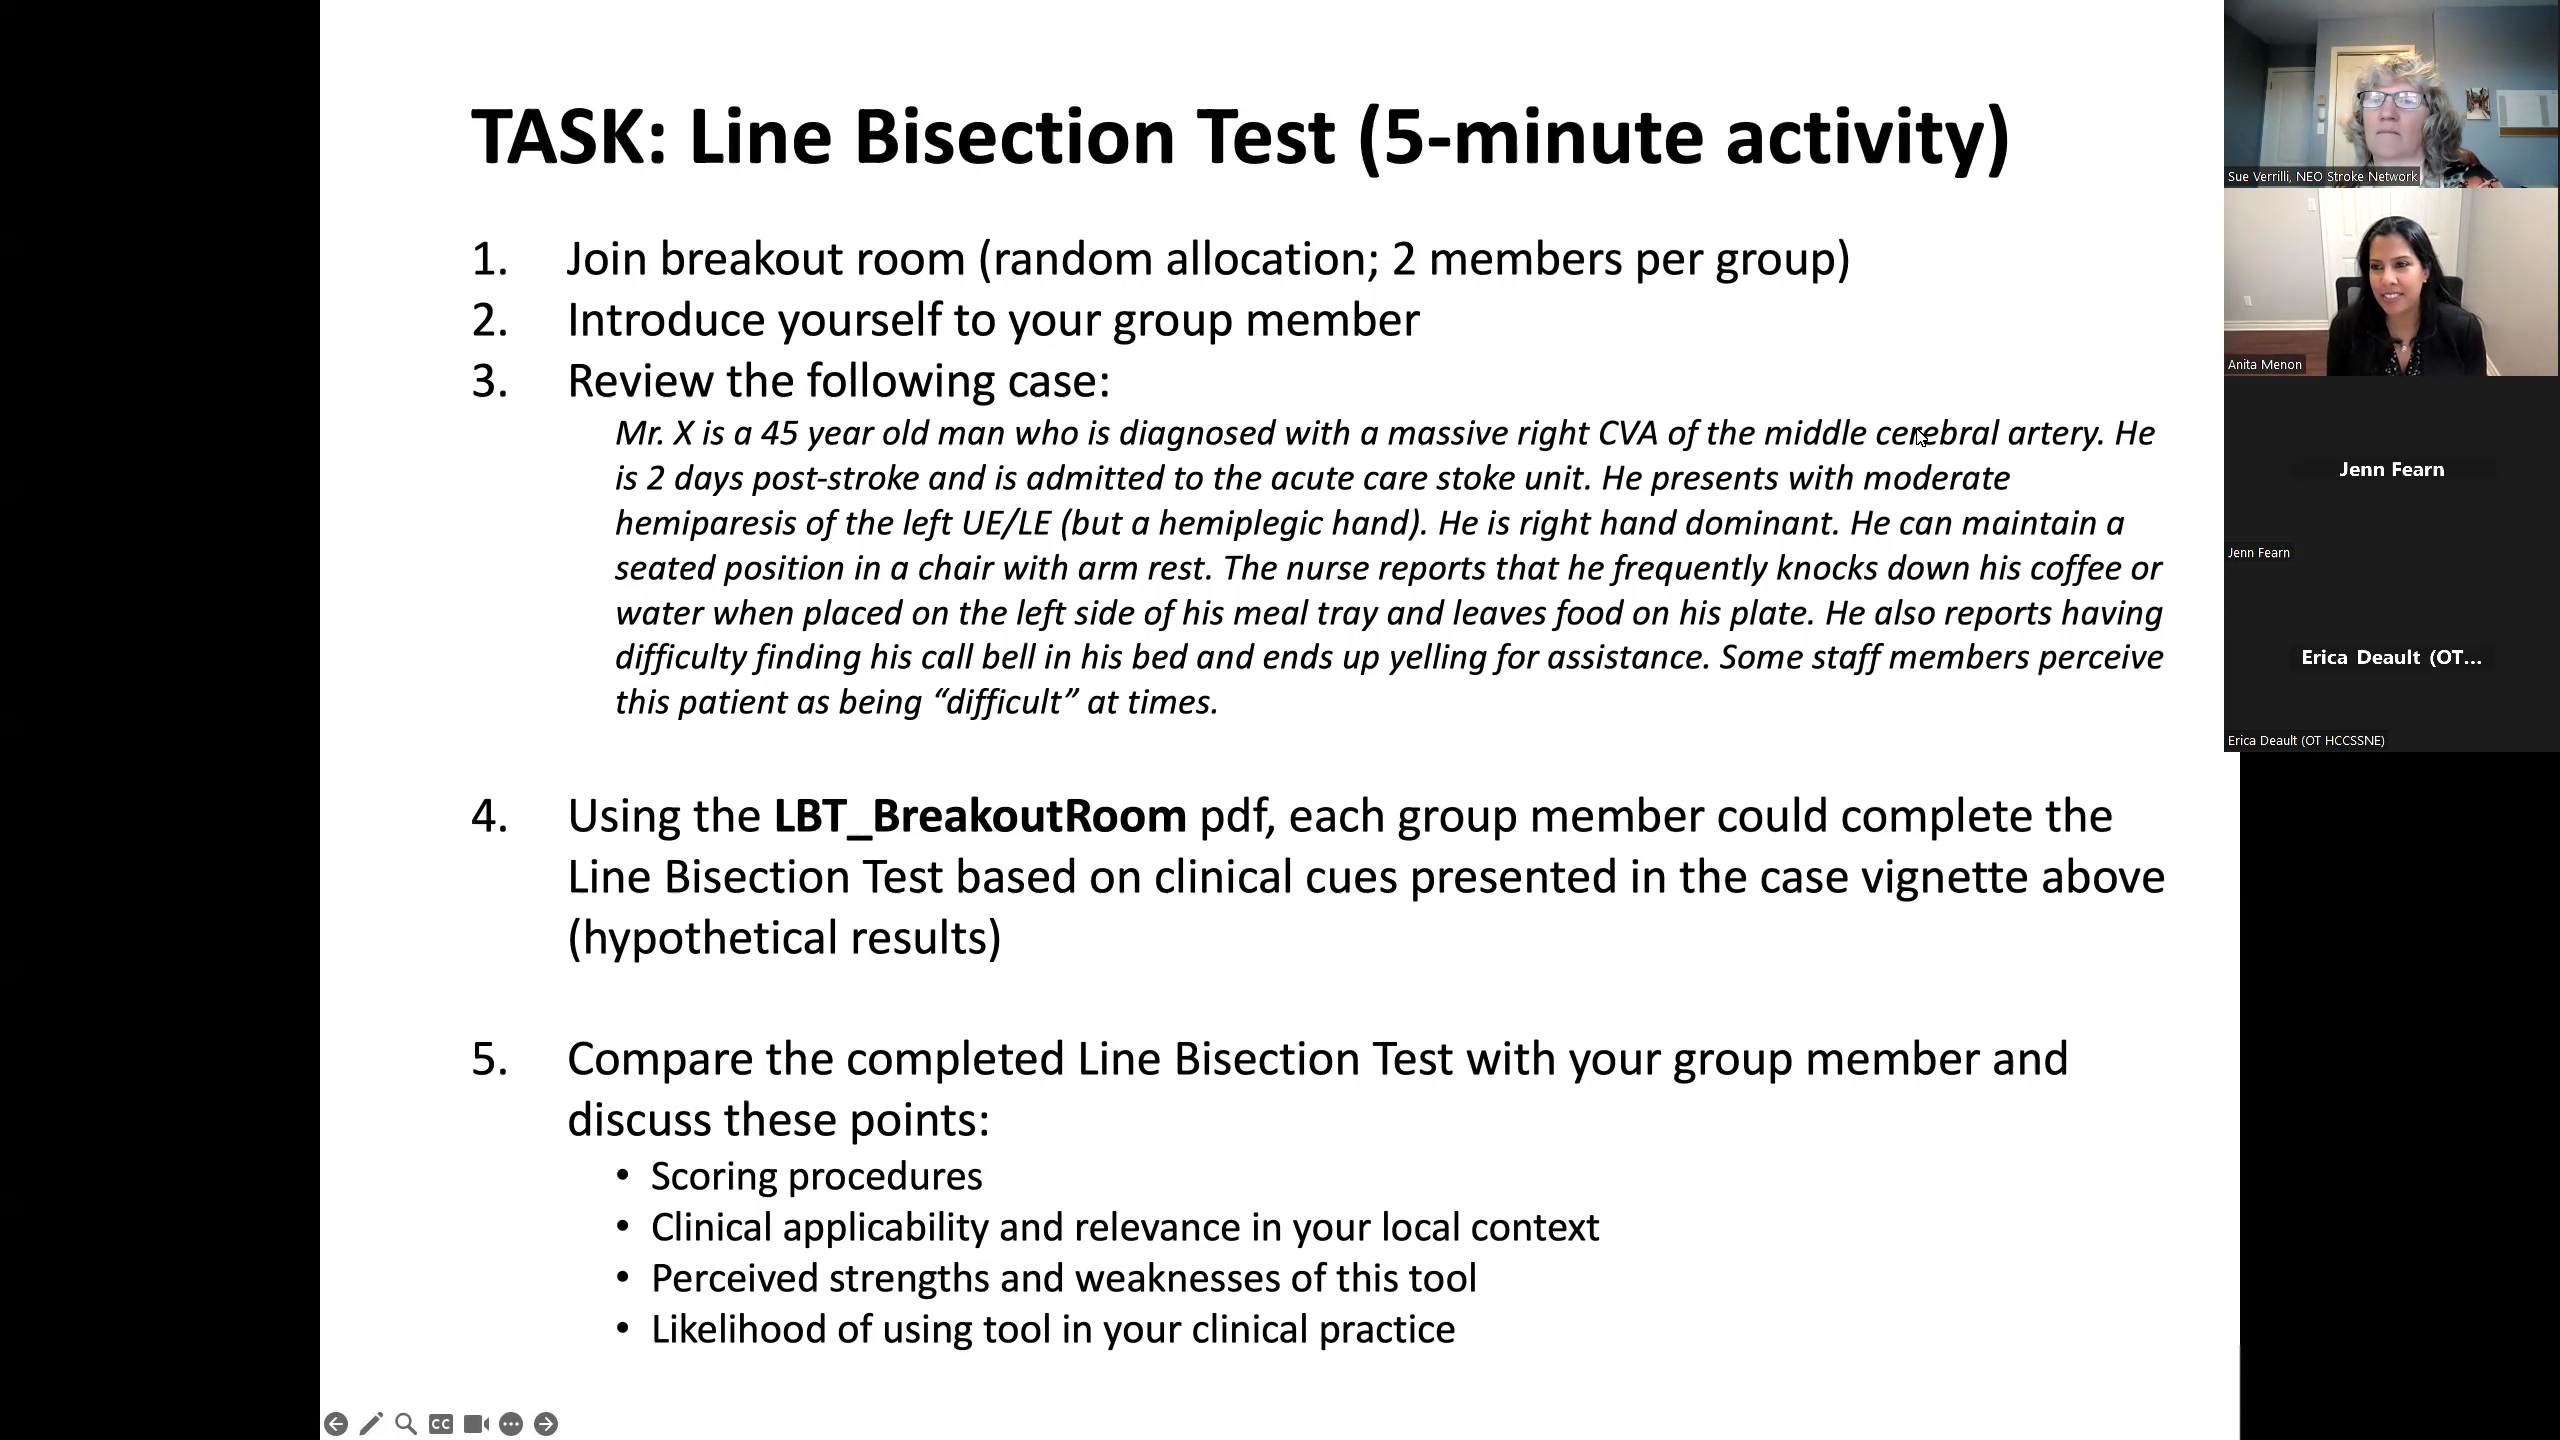 TASK: Line Bisection Test (5-minute activity)
1. Join breakout room (random allocation; 2 members per group)
2. Introduce yourself to your group member
3. Review the following case:
Mr. X is a 45 year old man who is diagnosed with a massive right CVA of the middle cerebral artery. He
is 2 days post-stroke and is admitted to the acute care stoke unit. He presents with moderate
hemiparesis of the left UE/LE (but a hemiplegic hand). He is right hand dominant. He can maintain a
seated position in a chair with arm rest. The nurse reports that he frequently knocks down his coffee or
water when placed on the left side of his meal tray and leaves food on his plate. He also reports having
difficulty finding his call bell in his bed and ends up yelling for assistance. Some staff members perceive
this patient as being “difficult” at times.
4. Using the LBT_BreakoutRoom pdf, each group member could complete the
Line Bisection Test based on clinical cues presented in the case vignette above
(hypothetical results)
5. Compare the completed Line Bisection Test with your group member and
discuss these points:
• Scoring procedures
• Clinical applicability and relevance in your local context
• Perceived strengths and weaknesses of this tool
• Likelihood of using tool in your clinical practice
CC
Sue Verrilli, NEO Stroke Network
Anita Menon
Jenn Fearn
Jenn Fearn
Erica Deault (OT...
Erica Deault (OT HCCSSNE)